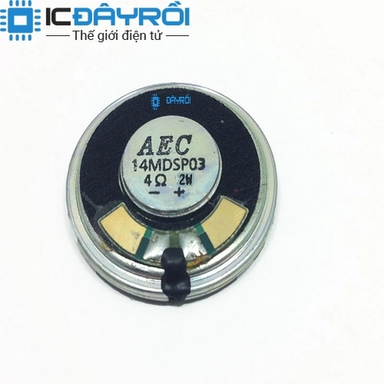 ICĐÂYRỒI
Thế giới điện tử
ĐÂYRỒI
AEC
14MDSP03
4Ω 2W
− +